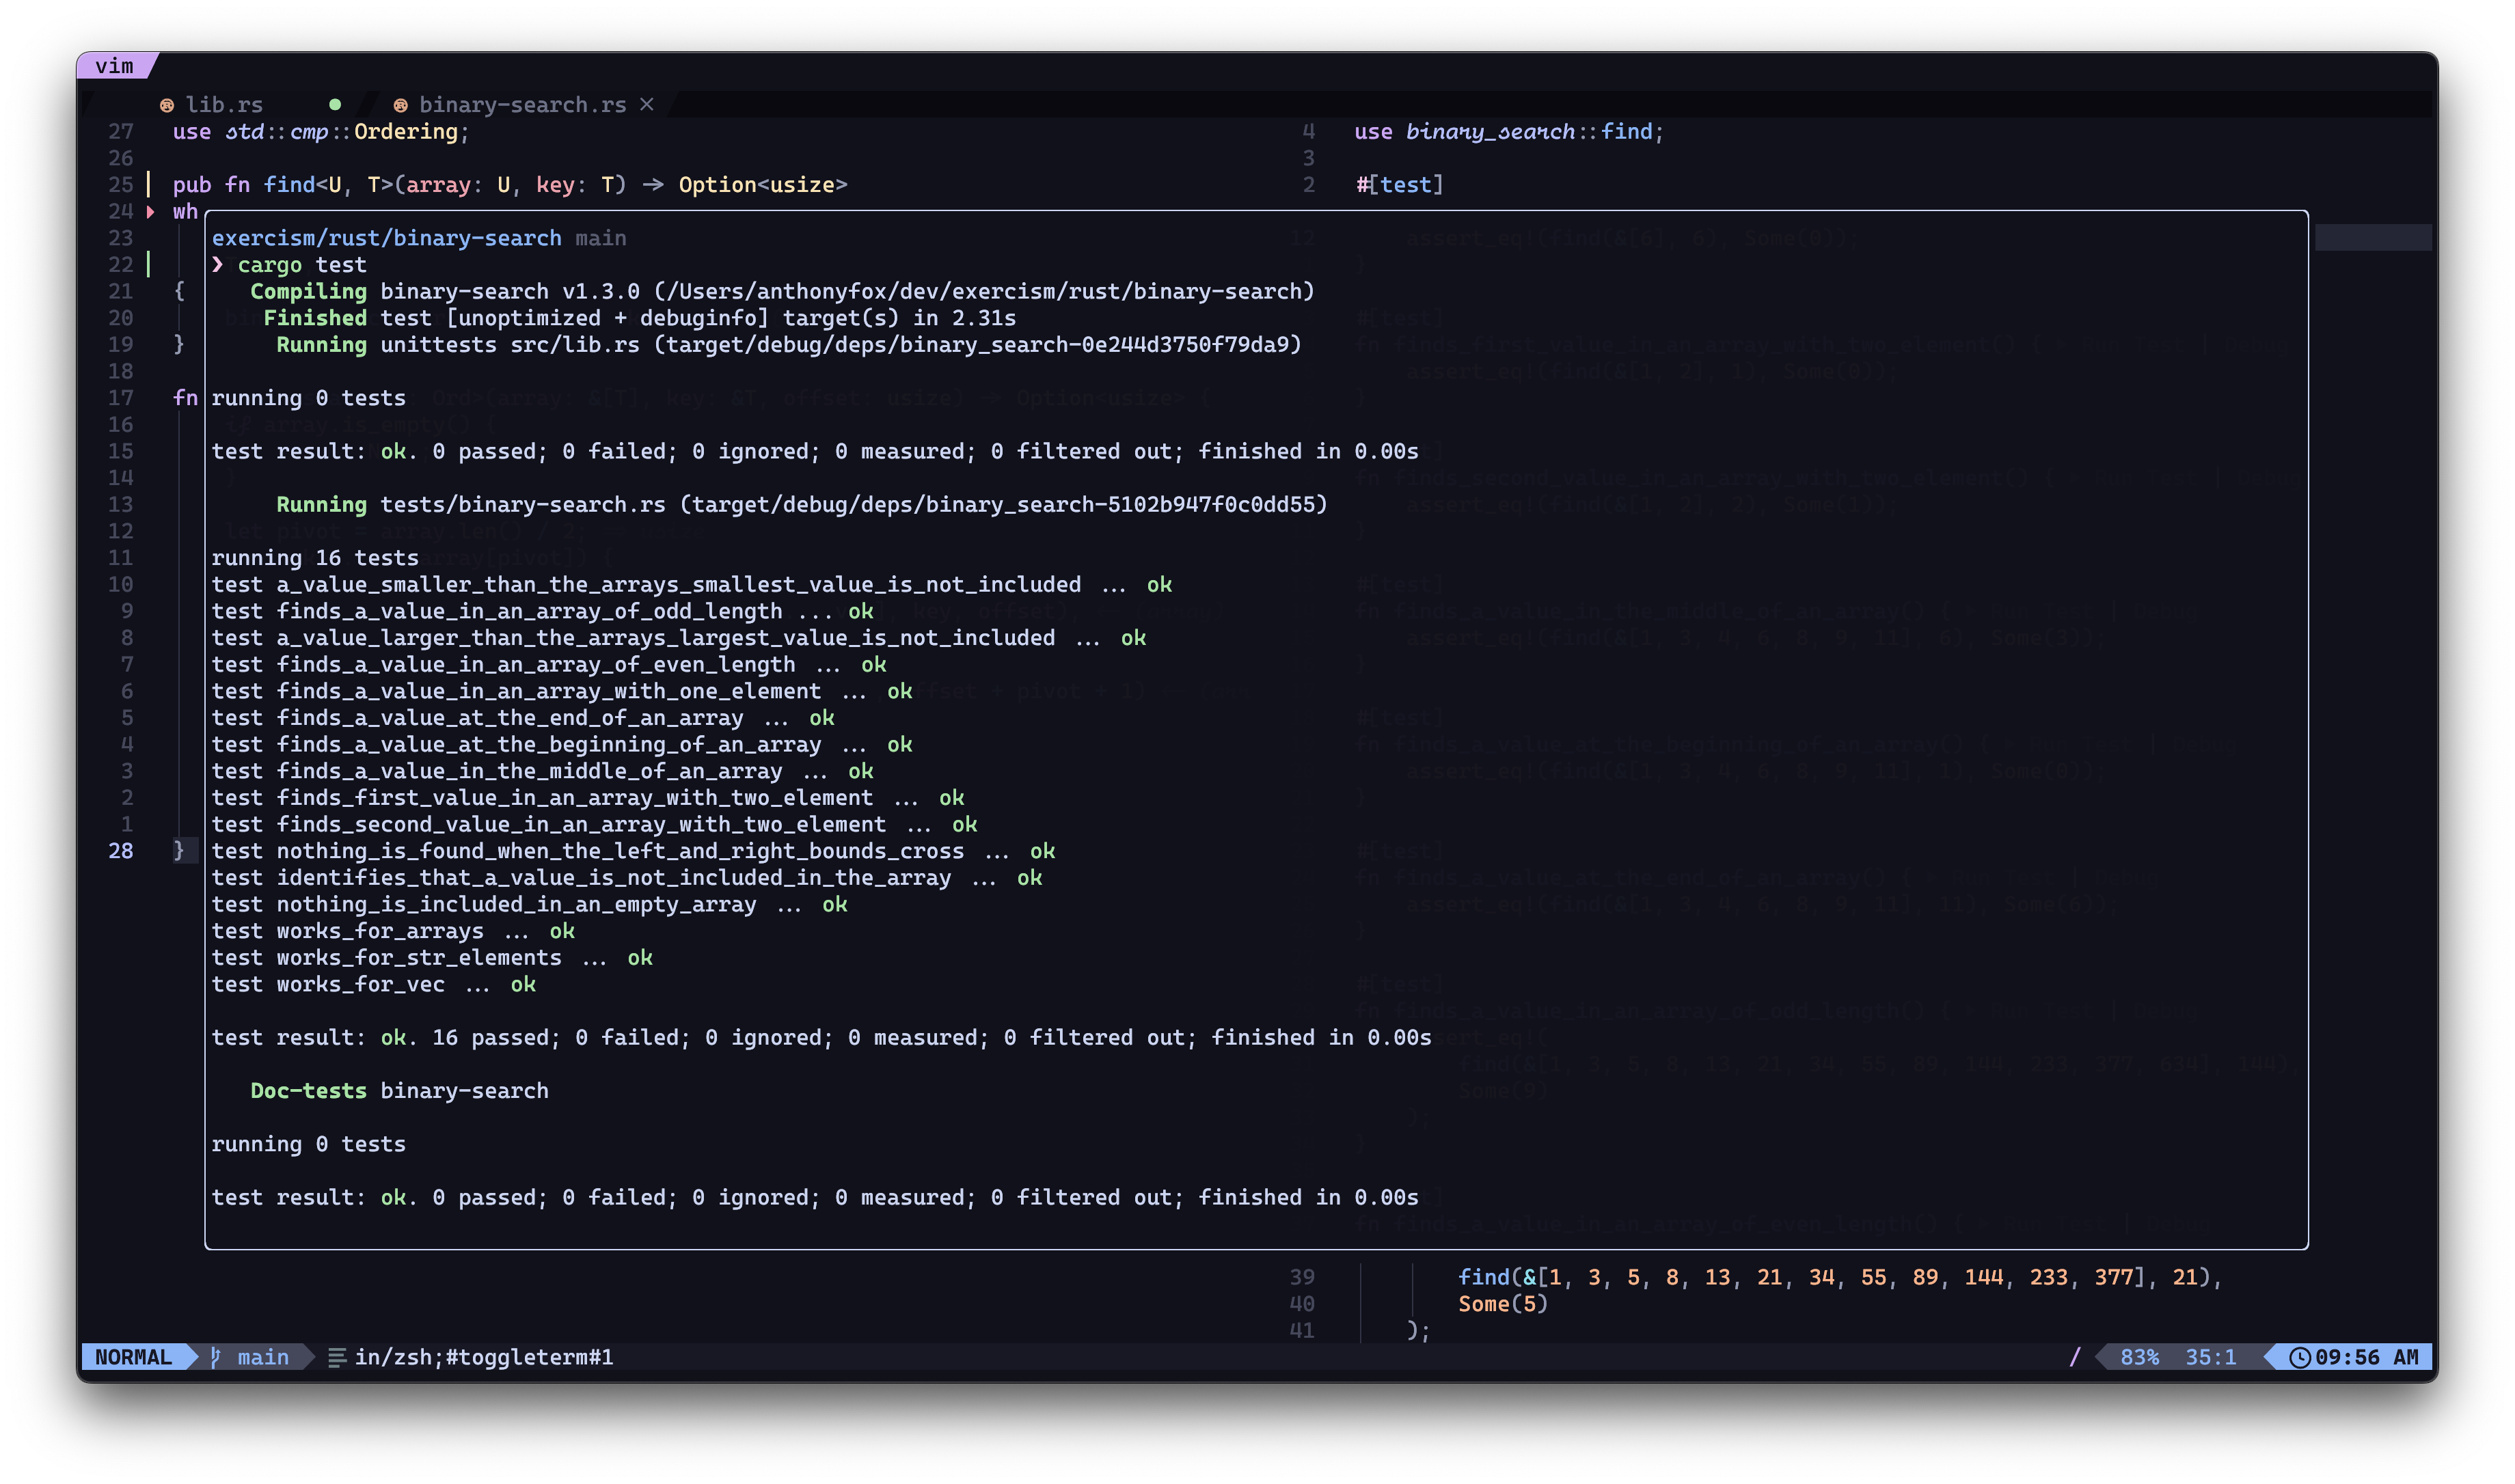 vim
lib.rs
binary-search.rs ×
27 use std::cmp::Ordering;
26
25 pub fn find<U, T>(array: U, key: T) -> Option<usize>
24 wh
23
22
21 {
20
19 }
18
17 fn
16
15
14
13
12
11
10
9
8
7
6
5
4
3
2
1
28 }
4 use binary_search::find;
3
2 #[test]
12 assert_eq!(find(&[6], 6), Some(0));
exercism/rust/binary-search main
❯ cargo test
Compiling binary-search v1.3.0 (/Users/anthonyfox/dev/exercism/rust/binary-search)
Finished test [unoptimized + debuginfo] target(s) in 2.31s
Running unittests src/lib.rs (target/debug/deps/binary_search-0e244d3750f79da9)
running 0 tests
test result: ok. 0 passed; 0 failed; 0 ignored; 0 measured; 0 filtered out; finished in 0.00s
Running tests/binary-search.rs (target/debug/deps/binary_search-5102b947f0c0dd55)
running 16 tests
test a_value_smaller_than_the_arrays_smallest_value_is_not_included ... ok
test finds_a_value_in_an_array_of_odd_length ... ok
test a_value_larger_than_the_arrays_largest_value_is_not_included ... ok
test finds_a_value_in_an_array_of_even_length ... ok
test finds_a_value_in_an_array_with_one_element ... ok
test finds_a_value_at_the_end_of_an_array ... ok
test finds_a_value_at_the_beginning_of_an_array ... ok
test finds_a_value_in_the_middle_of_an_array ... ok
test finds_first_value_in_an_array_with_two_element ... ok
test finds_second_value_in_an_array_with_two_element ... ok
test nothing_is_found_when_the_left_and_right_bounds_cross ... ok
test identifies_that_a_value_is_not_included_in_the_array ... ok
test nothing_is_included_in_an_empty_array ... ok
test works_for_arrays ... ok
test works_for_str_elements ... ok
test works_for_vec ... ok
test result: ok. 16 passed; 0 failed; 0 ignored; 0 measured; 0 filtered out; finished in 0.00s
Doc-tests binary-search
running 0 tests
test result: ok. 0 passed; 0 failed; 0 ignored; 0 measured; 0 filtered out; finished in 0.00s
39 find(&[1, 3, 5, 8, 13, 21, 34, 55, 89, 144, 233, 377], 21),
40 Some(5)
41 );
NORMAL main in/zsh;#toggleterm#1 / 83% 35:1 09:56 AM